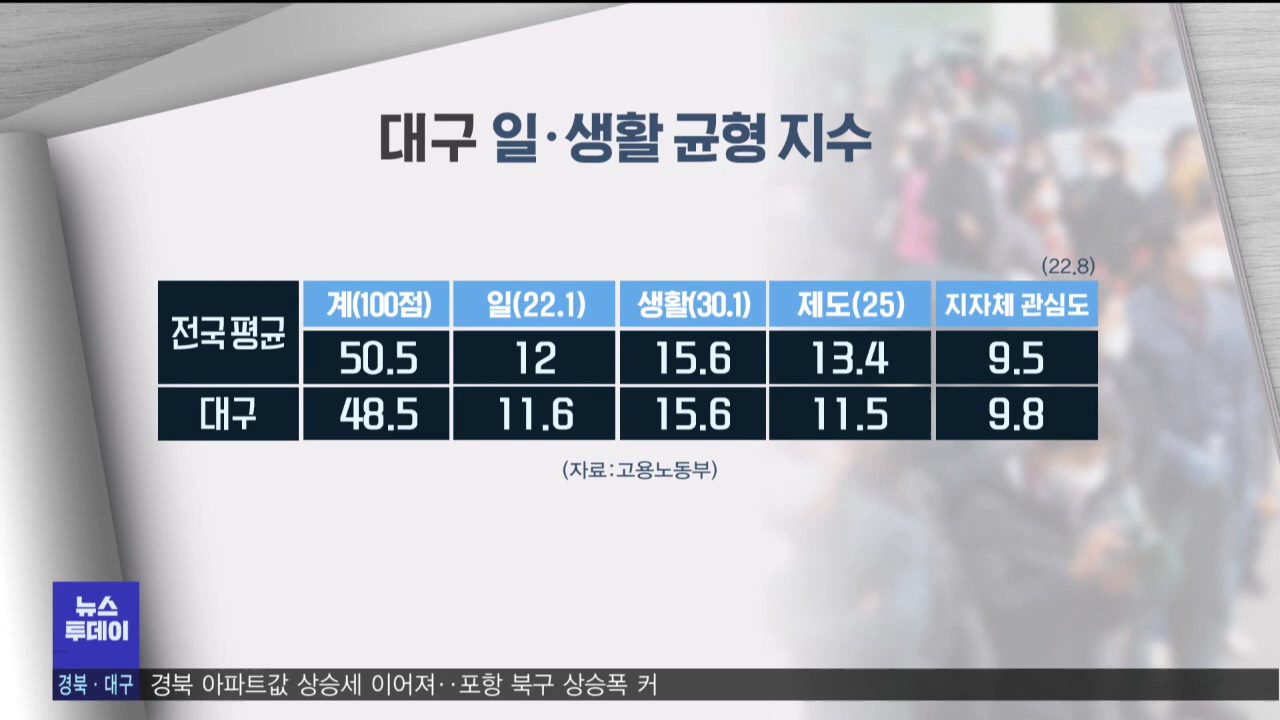 대구 일·생활 균형 지수
(22.8)
전국 평균 계(100점) 일(22.1) 생활(30.1) 제도(25) 지자체 관심도
50.5 12 15.6 13.4 9.5
대구 48.5 11.6 15.6 11.5 9.8
(자료:고용노동부)
뉴스
투데이
경북·대구 경북 아파트값 상승세 이어져··포항 북구 상승폭 커